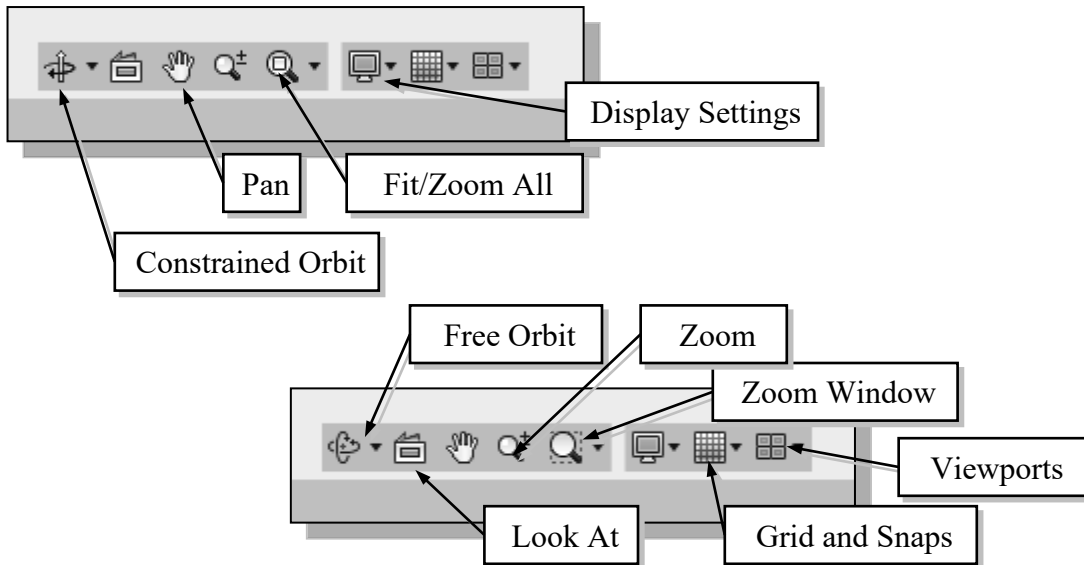 Display Settings
Pan
Fit/Zoom All
Constrained Orbit
Free Orbit
Zoom
Zoom Window
Viewports
Look At
Grid and Snaps